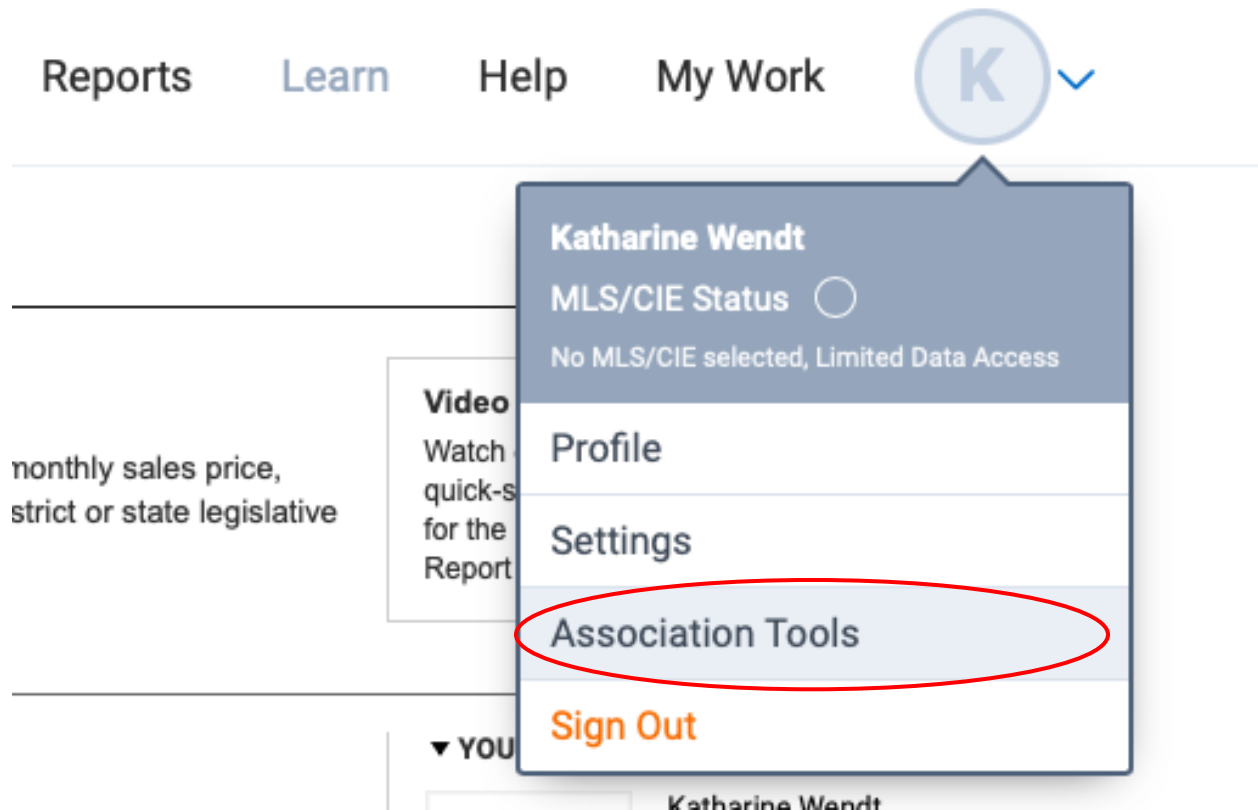 Reports Learn Help My Work K
Katharine Wendt
MLS/CIE Status
No MLS/CIE selected, Limited Data Access
Profile
Settings
Association Tools
Sign Out
monthly sales price,
strict or state legislative
Video
Watch
quick-s
for the
Report
YOU
Katharine Wendt